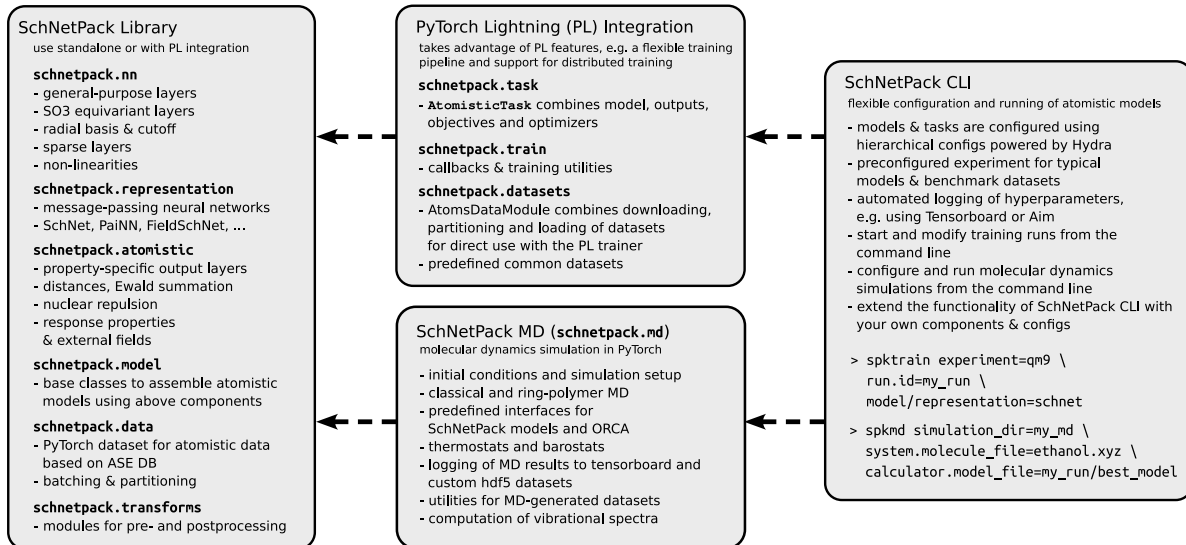 SchNetPack Library
use standalone or with PL integration
schnetpack.nn
- general-purpose layers
- SO3 equivariant layers
- radial basis & cutoff
- sparse layers
- non-linearities
schnetpack.representation
- message-passing neural networks
- SchNet, PaiNN, FieldSchNet, ...
schnetpack.atomistic
- property-specific output layers
- distances, Ewald summation
- nuclear repulsion
- response properties
& external fields
schnetpack.model
- base classes to assemble atomistic
models using above components
schnetpack.data
- PyTorch dataset for atomistic data
based on ASE DB
- batching & partitioning
schnetpack.transforms
- modules for pre- and postprocessing
PyTorch Lightning (PL) Integration
takes advantage of PL features, e.g. a flexible training
pipeline and support for distributed training
schnetpack.task
- AtomisticTask combines model, outputs,
objectives and optimizers
schnetpack.train
- callbacks & training utilities
schnetpack.datasets
- AtomsDataModule combines downloading,
partitioning and loading of datasets
for direct use with the PL trainer
- predefined common datasets
SchNetPack MD (schnetpack.md)
molecular dynamics simulation in PyTorch
- initial conditions and simulation setup
- classical and ring-polymer MD
- predefined interfaces for
SchNetPack models and ORCA
- thermostats and barostats
- logging of MD results to tensorboard and
custom hdf5 datasets
- utilities for MD-generated datasets
- computation of vibrational spectra
SchNetPack CLI
flexible configuration and running of atomistic models
- models & tasks are configured using
hierarchical configs powered by Hydra
- preconfigured experiment for typical
models & benchmark datasets
- automated logging of hyperparameters,
e.g. using Tensorboard or Aim
- start and modify training runs from the
command line
- configure and run molecular dynamics
simulations from the command line
- extend the functionality of SchNetPack CLI with
your own components & configs
> spktrain experiment=qm9 \
run.id=my_run \
model/representation=schnet
> spkmd simulation_dir=my_md \
system.molecule_file=ethanol.xyz \
calculator.model_file=my_run/best_model